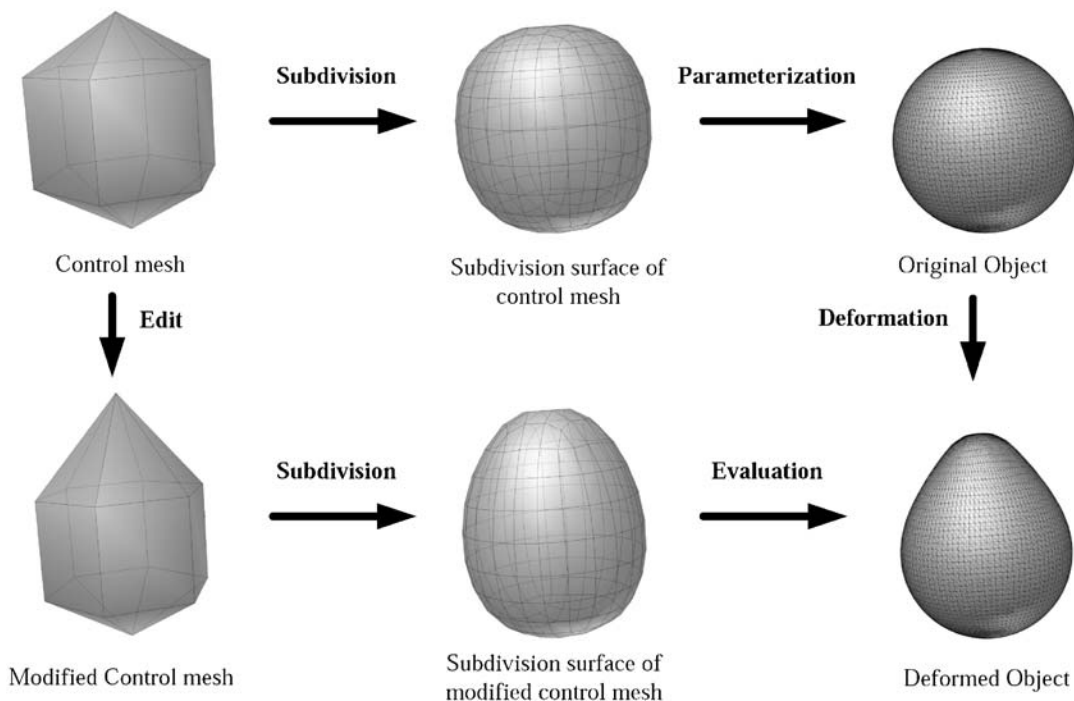 Subdivision
Parameterization
Control mesh
Subdivision surface of
control mesh
Original Object
Edit
Deformation
Subdivision
Evaluation
Modified Control mesh
Subdivision surface of
modified control mesh
Deformed Object